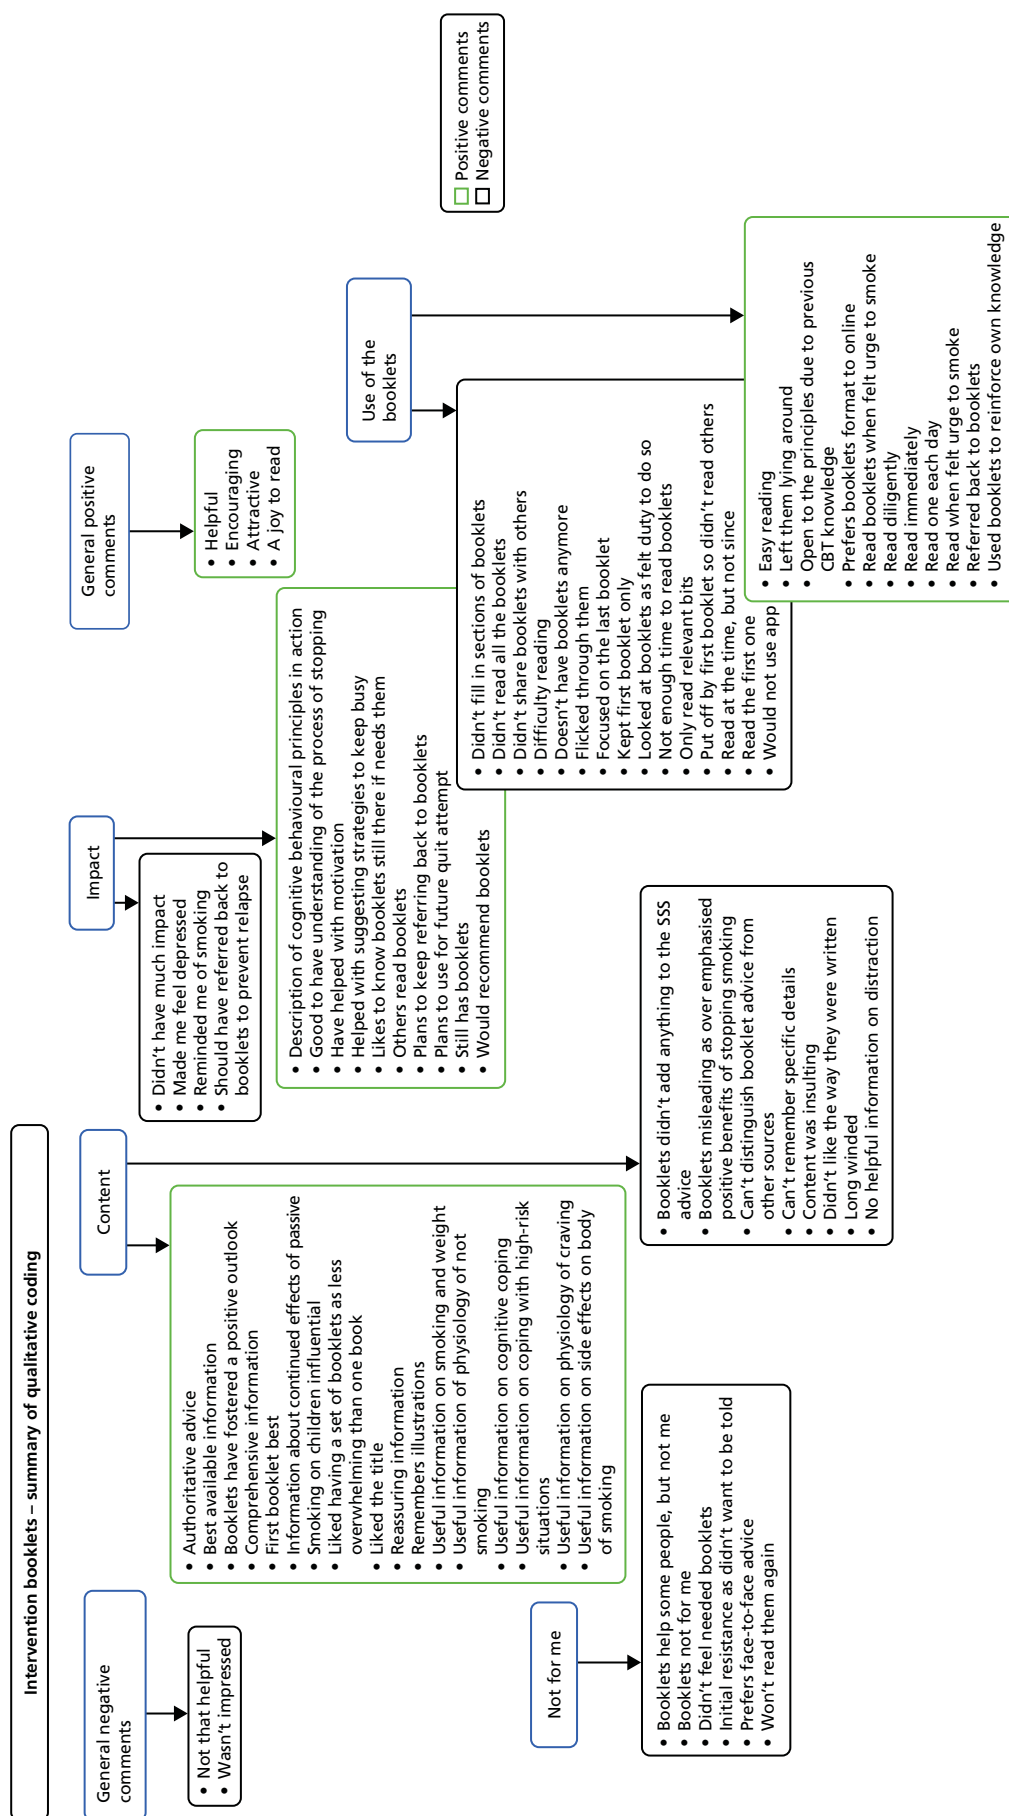 Intervention booklets – summary of qualitative coding
General negative
comments
• Not that helpful
• Wasn't impressed
Content
• Authoritative advice
• Best available information
• Booklets have fostered a positive outlook
• Comprehensive information
• First booklet best
• Information about continued effects of passive
• Smoking on children influential
• Liked having a set of booklets as less
overwhelming than one book
• Liked the title
• Reassuring information
• Remembers illustrations
• Useful information on smoking and weight
• Useful information of physiology of not
smoking
• Useful information on cognitive coping
• Useful information on coping with high-risk
situations
• Useful information on physiology of craving
• Useful information on side effects on body
of smoking
• Booklets didn't add anything to the SSS
advice
• Booklets misleading as over emphasised
positive benefits of stopping smoking
• Can't distinguish booklet advice from
other sources
• Can't remember specific details
• Content was insulting
• Didn't like the way they were written
• Long winded
• No helpful information on distraction
Impact
• Didn't have much impact
• Made me feel depressed
• Reminded me of smoking
• Should have referred back to
booklets to prevent relapse
• Description of cognitive behavioural principles in action
• Good to have understanding of the process of stopping
• Have helped with motivation
• Helped with suggesting strategies to keep busy
• Likes to know booklets still there if needs them
• Others read booklets
• Plans to keep referring back to booklets
• Plans to use for future quit attempt
• Still has booklets
• Would recommend booklets
General positive
comments
• Helpful
• Encouraging
• Attractive
• A joy to read
Not for me
• Booklets help some people, but not me
• Booklets not for me
• Didn't feel needed booklets
• Initial resistance as didn't want to be told
• Prefers face-to-face advice
• Won't read them again
Use of the
booklets
• Didn't fill in sections of booklets
• Didn't read all the booklets
• Didn't share booklets with others
• Difficulty reading
• Doesn't have booklets anymore
• Flicked through them
• Focused on the last booklet
• Kept first booklet only
• Looked at booklets as felt duty to do so
• Not enough time to read booklets
• Only read relevant bits
• Put off by first booklet so didn't read others
• Read at the time, but not since
• Read the first one
• Would not use app
• Easy reading
• Left them lying around
• Open to the principles due to previous
CBT knowledge
• Prefers booklets format to online
• Read booklets when felt urge to smoke
• Read diligently
• Read immediately
• Read one each day
• Read when felt urge to smoke
• Referred back to booklets
• Used booklets to reinforce own knowledge
Positive comments
Negative comments